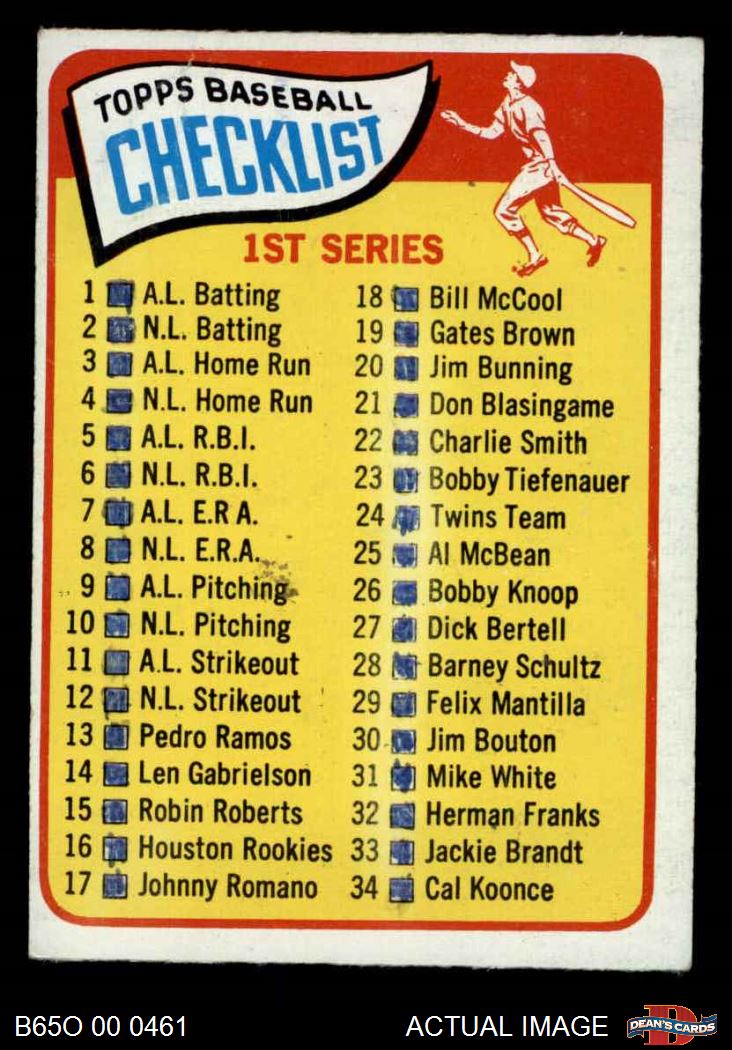 TOPPS BASEBALL
CHECKLIST
1ST SERIES
1 A.L. Batting
2 N.L. Batting
3 A.L. Home Run
4 N.L. Home Run
5 A.L. R.B.I.
6 N.L. R.B.I.
7 A.L. E.R A.
8 N.L. E.R.A.
9 A.L. Pitching
10 N.L. Pitching
11 A.L. Strikeout
12 N.L. Strikeout
13 Pedro Ramos
14 Len Gabrielson
15 Robin Roberts
16 Houston Rookies
17 Johnny Romano
18 Bill McCool
19 Gates Brown
20 Jim Bunning
21 Don Blasingame
22 Charlie Smith
23 Bobby Tiefenauer
24 Twins Team
25 Al McBean
26 Bobby Knoop
27 Dick Bertell
28 Barney Schultz
29 Felix Mantilla
30 Jim Bouton
31 Mike White
32 Herman Franks
33 Jackie Brandt
34 Cal Koonce
B65O 00 0461
ACTUAL IMAGE
D
DEAN'S CARDS